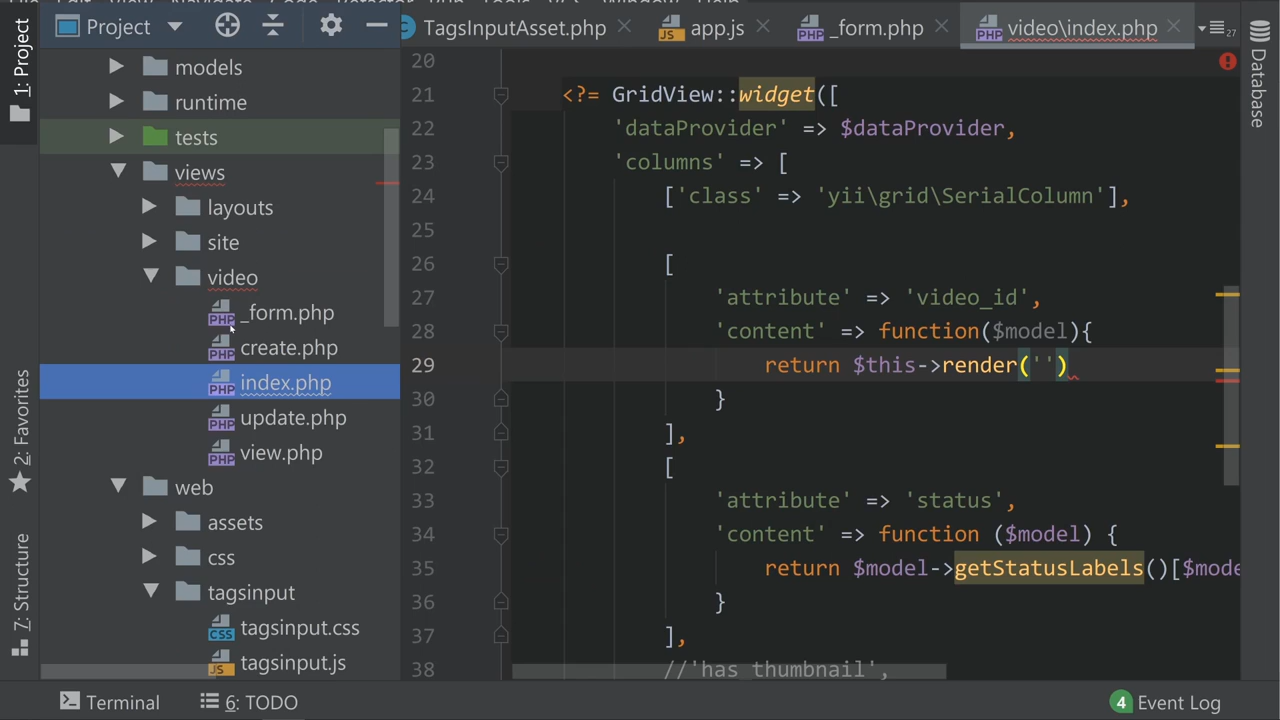 Project
TagsInputAsset.php
app.js
_form.php
video\index.php
27
1: Project
2: Favorites
7: Structure
Database
models
runtime
tests
views
layouts
site
video
_form.php
create.php
index.php
update.php
view.php
web
assets
css
tagsinput
tagsinput.css
tagsinput.js
20
21 <?= GridView::widget([
22 'dataProvider' => $dataProvider,
23 'columns' => [
24 ['class' => 'yii\grid\SerialColumn'],
25
26 [
27 'attribute' => 'video_id',
28 'content' => function($model){
29 return $this->render('')
30 }
31 ],
32 [
33 'attribute' => 'status',
34 'content' => function ($model) {
35 return $model->getStatusLabels()[$mode
36 }
37 ],
38 //'has_thumbnail',
Terminal
6: TODO
4 Event Log